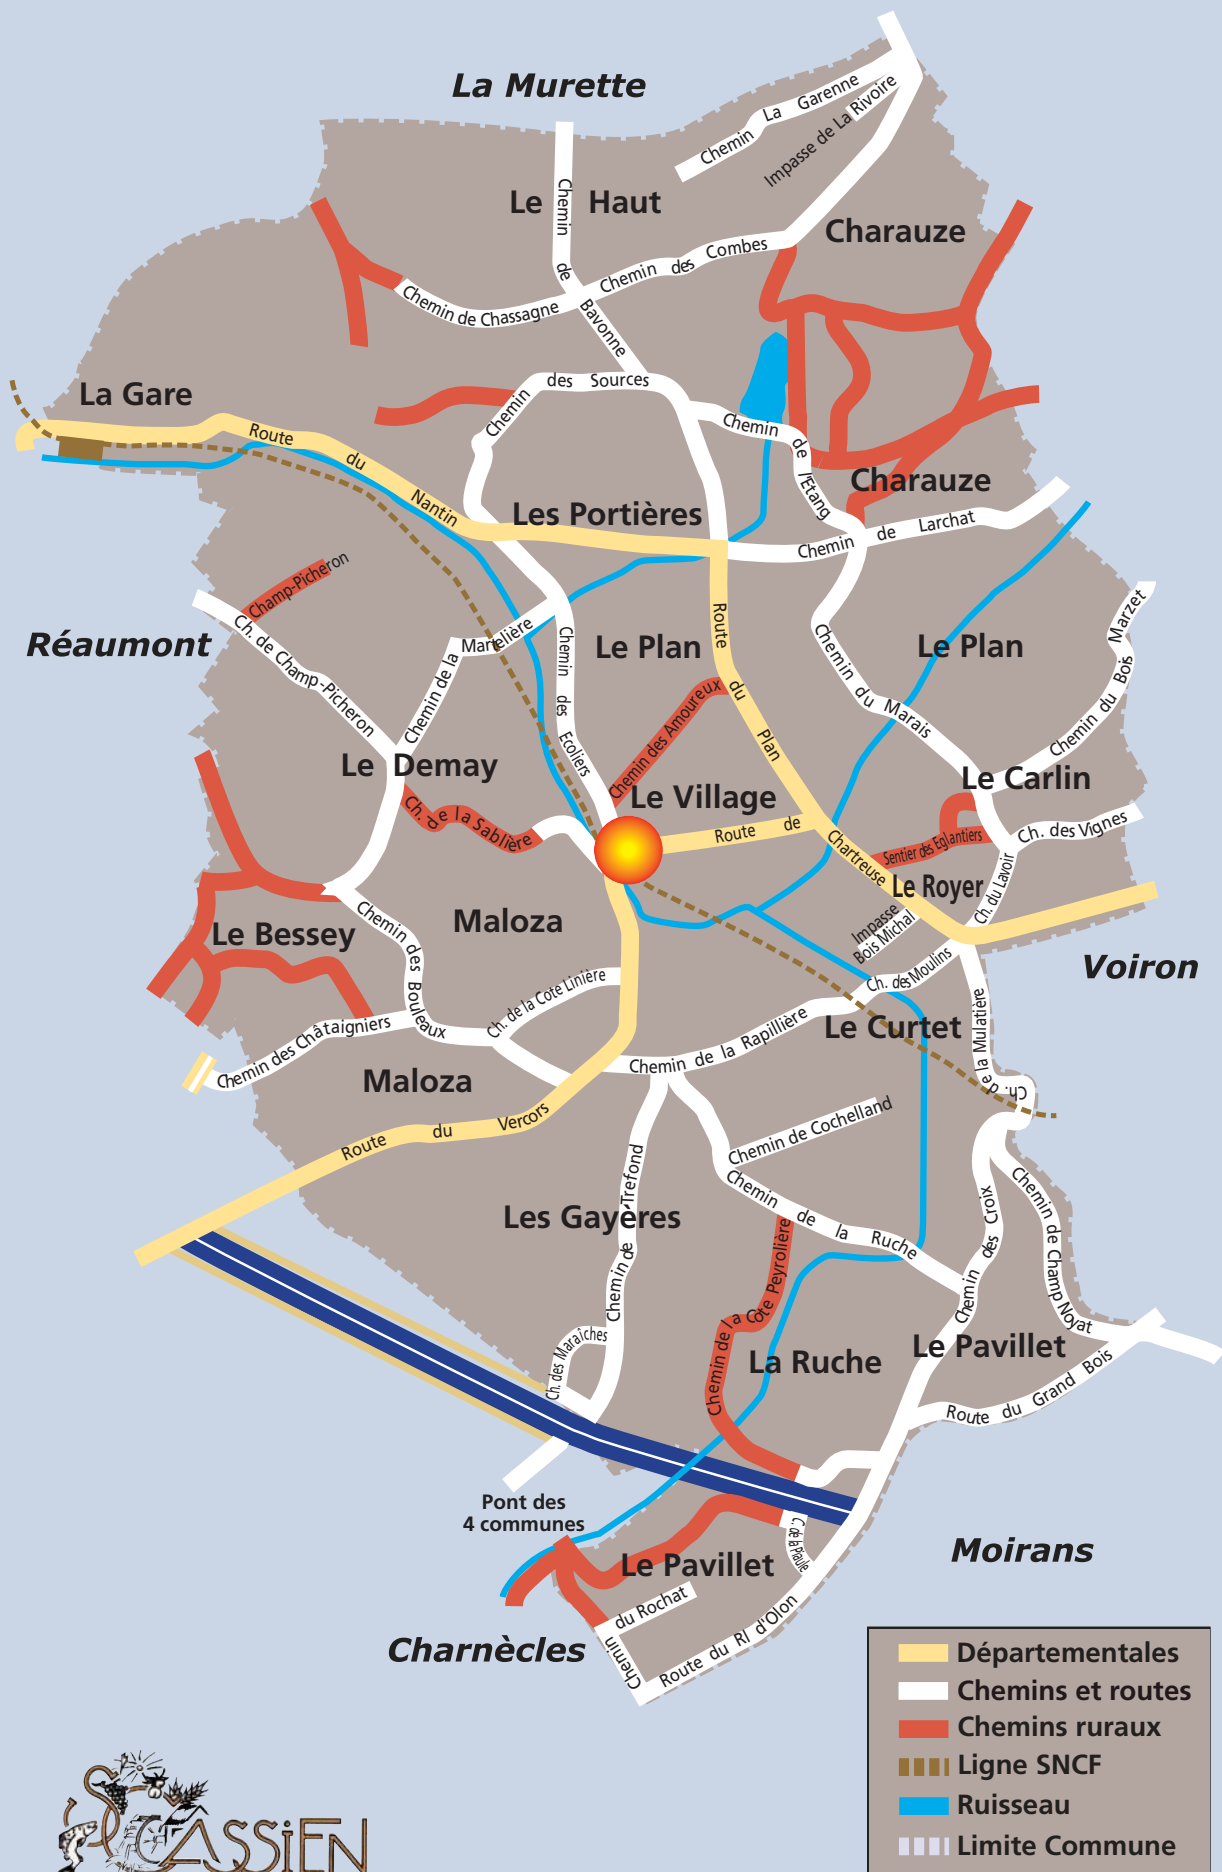 La Murette
Chemin La Garenne
Impasse de La Rivoire
Le Haut
Chemin de Bavonne
Charauze
Chemin des Combes
Chemin de Chassagne
La Gare
Chemin des Sources
Route du Nantin
Chemin de l'Etang
Charauze
Les Portières
Chemin de Larchat
Champ-Picheron
Réaumont
Ch. de Champ-Picheron
Chemin de la Martelière
Chemin des Ecoliers
Le Plan
Route du Plan
Le Plan
Chemin du Marais
Chemin du Bois Marzet
Chemin des Amoureux
Le Demay
Le Village
Le Carlin
Ch. de la Sablière
Route de Chartreuse
Sentier des Eglantiers
Ch. des Vignes
Le Royer
Ch. du Lavoir
Impasse
Bois Michal
Maloza
Le Bessey
Chemin des Bouleaux
Voiron
Ch. de la Cote Linière
Ch. des Moulins
Le Curtet
Ch. de la Mulatière
Chemin des Châtaigniers
Chemin de la Rapillière
Maloza
Route du Vercors
Chemin de Cochelland
Chemin de Trefond
Les Gayères
Chemin de la Ruche
Chemin des Croix
Chemin de Champ Noyat
Chemin de la Cote Peyrolière
Ch. des Maraîches
La Ruche
Le Pavillet
Route du Grand Bois
Pont des
4 communes
C. de la Piaule
Moirans
Le Pavillet
Chemin du Rochat
Charnècles
Route du RI d'Olon
Départementales
Chemins et routes
Chemins ruraux
Ligne SNCF
Ruisseau
Limite Commune
St CASSIEN